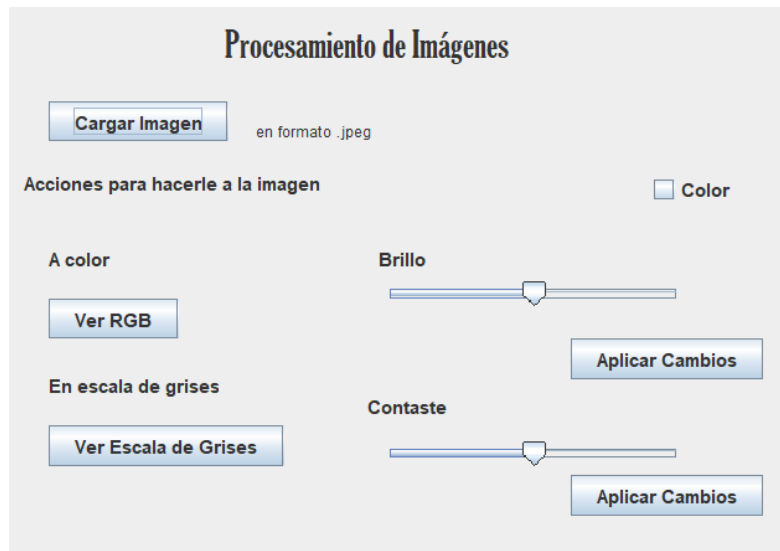 Procesamiento de Imágenes
Cargar Imagen
en formato .jpeg
Acciones para hacerle a la imagen
Color
A color
Brillo
Ver RGB
Aplicar Cambios
En escala de grises
Contaste
Ver Escala de Grises
Aplicar Cambios